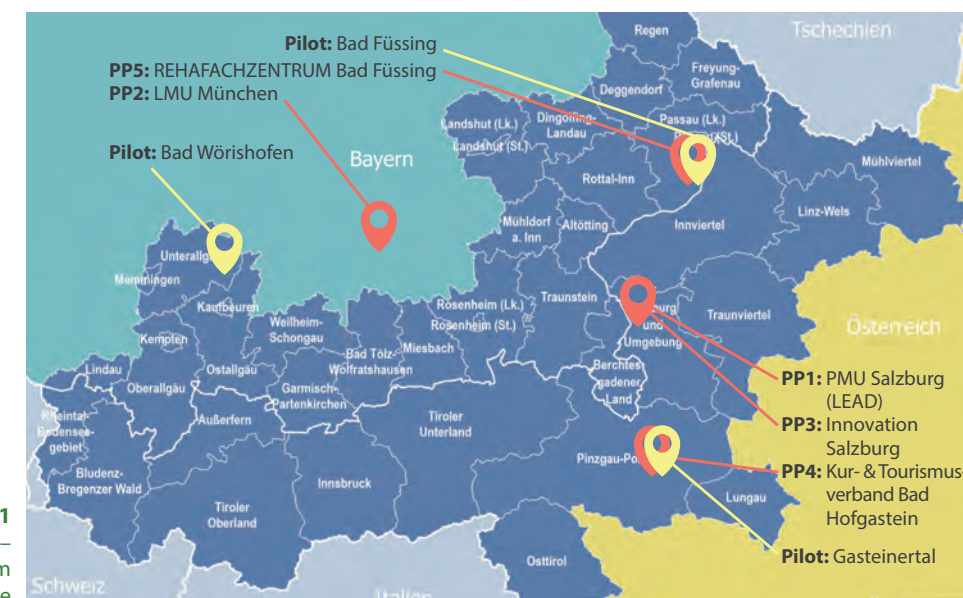 Regen
Tschechien
Pilot: Bad Füssing
PP5: REHAFACHZENTRUM Bad Füssing
PP2: LMU München
Freyung-
Grafenau
Deggendorf
Dingolfing-
Landau
Passau (Lk.)
Landshut (Lk.)
Landshut (St.)
Pilot: Bad Wörishofen
Bayern
Mühlviertel
Rottal-Inn
Linz-Wels
Mühldorf
a. Inn
Altötting
Innviertel
Memmingen
Kaufbeuren
Rosenheim (Lk.)
Rosenheim (St.)
Traunstein
und
Umgebung
Traunviertel
Österreich
Weilheim-
Schongau
Kempten
Miesbach
Bad Tölz-
Wolfratshausen
Lindau
Ostallgäu
Oberallgäu
Garmisch-
Partenkirchen
Berchtes-
gadener
Land
PP1: PMU Salzburg
(LEAD)
PP3: Innovation
Salzburg
PP4: Kur- & Tourismus-
verband Bad
Hofgastein
Pilot: Gasteinertal
Rheintal-
Bodensee-
gebiet
Außerfern
Tiroler
Unterland
Bludenz-
Bregenzer Wald
Innsbruck
Lungau
Tiroler
Oberland
Osttirol
Schweiz
Italien
1
–
m
e